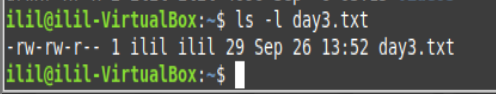 ilil@ilil-VirtualBox:~$ ls -l day3.txt
-rw-rw-r-- 1 ilil ilil 29 Sep 26 13:52 day3.txt
ilil@ilil-VirtualBox:~$